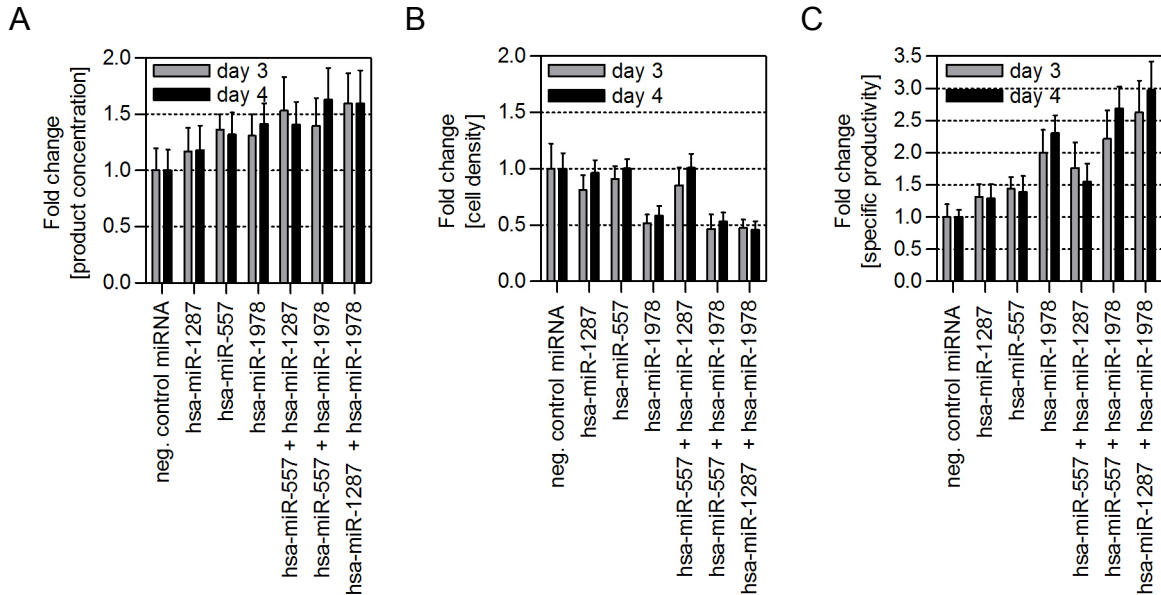 A
Fold change
[product concentration]
2.0
1.5
1.0
0.5
0.0
day 3
day 4
neg. control miRNA
hsa-miR-1287
hsa-miR-557
hsa-miR-1978
hsa-miR-557 + hsa-miR-1287
hsa-miR-557 + hsa-miR-1978
hsa-miR-1287 + hsa-miR-1978
B
Fold change
[cell density]
2.0
1.5
1.0
0.5
0.0
day 3
day 4
neg. control miRNA
hsa-miR-1287
hsa-miR-557
hsa-miR-1978
hsa-miR-557 + hsa-miR-1287
hsa-miR-557 + hsa-miR-1978
hsa-miR-1287 + hsa-miR-1978
C
Fold change
[specific productivity]
3.5
3.0
2.5
2.0
1.5
1.0
0.5
0.0
day 3
day 4
neg. control miRNA
hsa-miR-1287
hsa-miR-557
hsa-miR-1978
hsa-miR-557 + hsa-miR-1287
hsa-miR-557 + hsa-miR-1978
hsa-miR-1287 + hsa-miR-1978